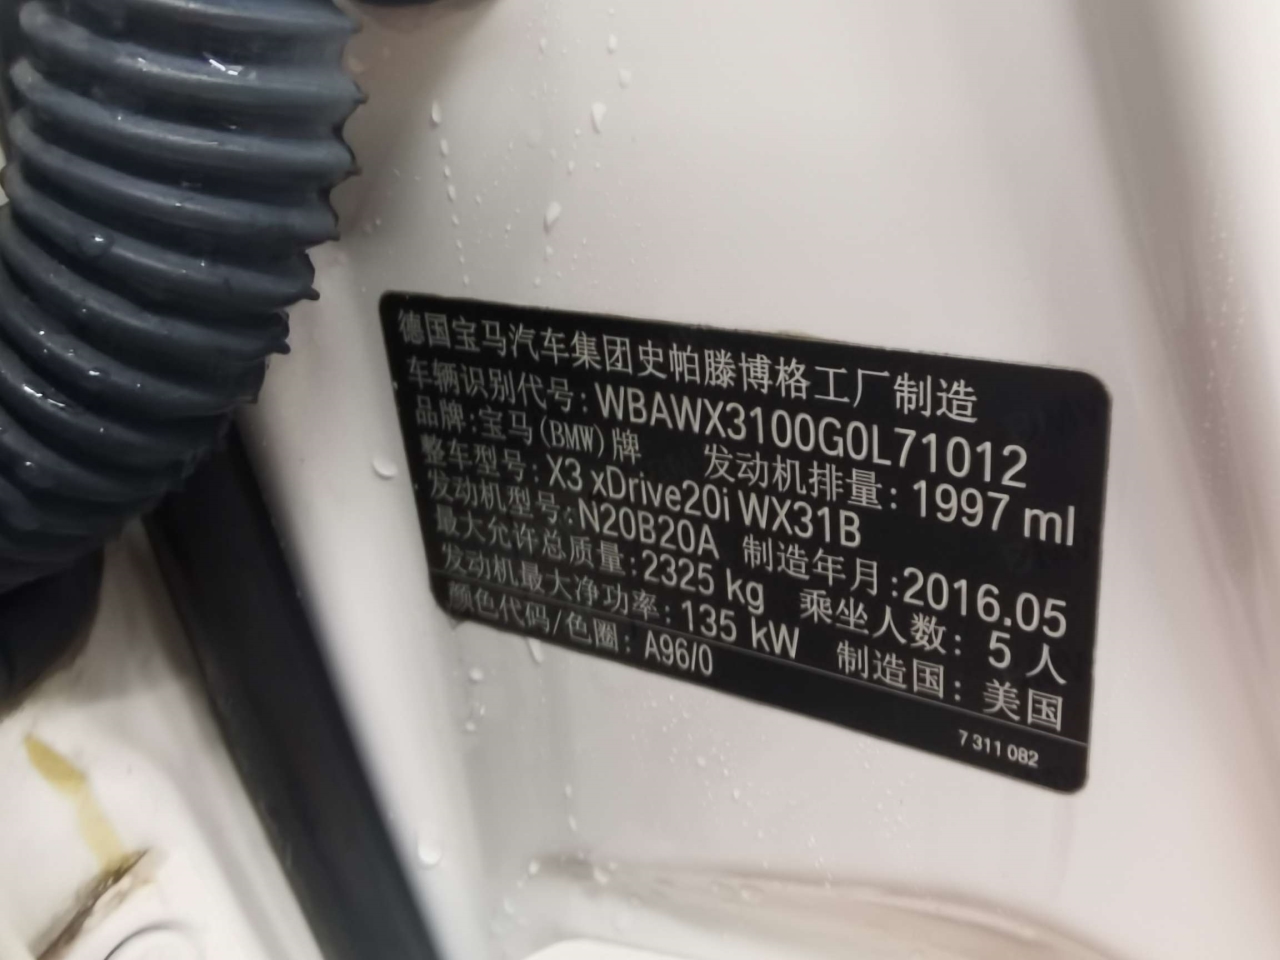 德国宝马汽车集团史帕滕博格工厂制造
车辆识别代号: WBAWX3100G0L71012
品牌: 宝马(BMW)牌 发动机排量: 1997 ml
整车型号: X3 xDrive20i WX31B
发动机型号: N20B20A 制造年月: 2016.05
最大允许总质量: 2325 kg 乘坐人数: 5 人
发动机最大净功率: 135 kW 制造国: 美国
颜色代码/色圈: A96/0
7 311 082